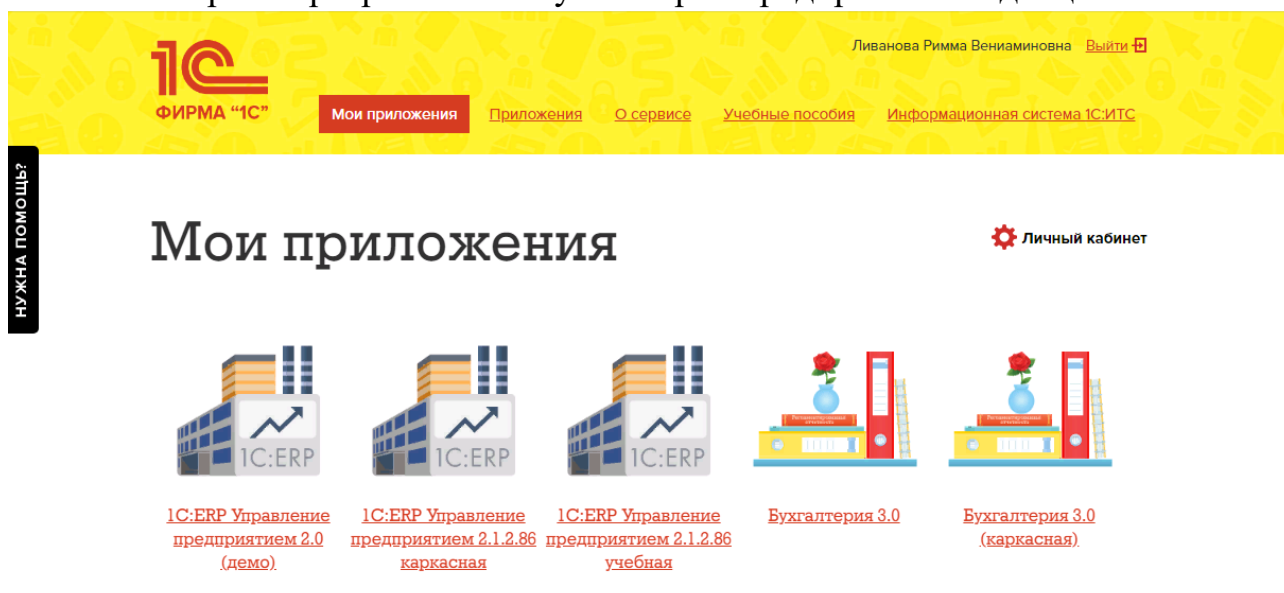 Ливанова Римма Вениаминовна Выйти
1С
ФИРМА "1С"
Мои приложения Приложения О сервисе Учебные пособия Информационная система 1С:ИТС
НУЖНА ПОМОЩЬ?
Мои приложения
Личный кабинет
1C:ERP
1C:ERP
1C:ERP
1С:ERP Управление предприятием 2.0 (демо)
1С:ERP Управление предприятием 2.1.2.86 каркасная
1С:ERP Управление предприятием 2.1.2.86 учебная
Бухгалтерия 3.0
Бухгалтерия 3.0 (каркасная)